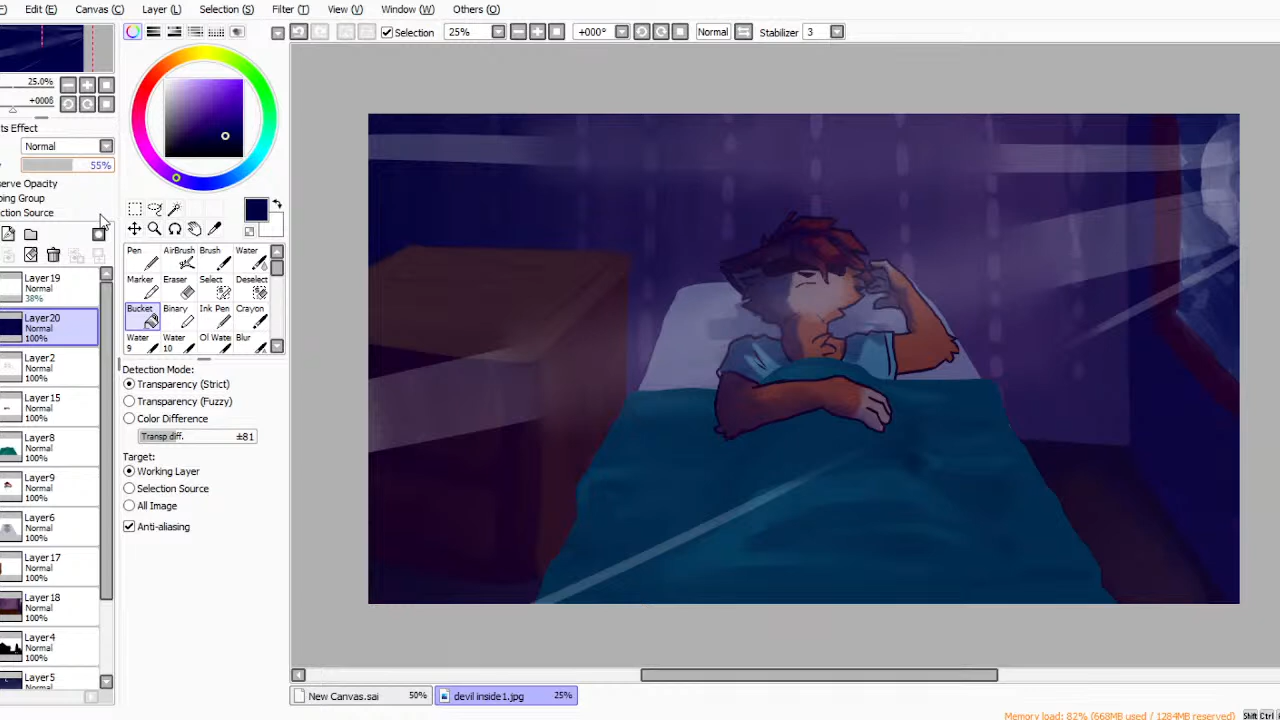 Edit (E) Canvas (C) Layer (L) Selection (S) Filter (T) View (V) Window (W) Others (O)
Selection 25% +000° Normal Stabilizer 3
25.0%
+000
ts Effect
Normal
55%
erve Opacity
ping Group
ction Source
Pen AirBrush Brush Water
Marker Eraser Select Deselect
Bucket Binary Ink Pen Crayon
Water 9 Water 10 Oil Water Blur
Layer19
38%
Layer20
Normal
100%
Layer2
Normal
100%
Layer15
Normal
100%
Layer8
Normal
100%
Layer9
Normal
100%
Layer6
Normal
100%
Layer17
Normal
100%
Layer18
Normal
100%
Layer4
Normal
100%
Layer5
Normal
Detection Mode:
Transparency (Strict)
Transparency (Fuzzy)
Color Difference
Transp diff. ±81
Target:
Working Layer
Selection Source
All Image
Anti-aliasing
New Canvas.sai 50% devil inside1.jpg 25%
Memory load: 82% (668MB used / 1284MB reserved) Shift Ctrl